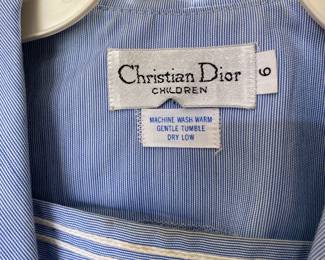 Christian Dior
CHILDREN
6
MACHINE WASH WARM
GENTLE TUMBLE
DRY LOW